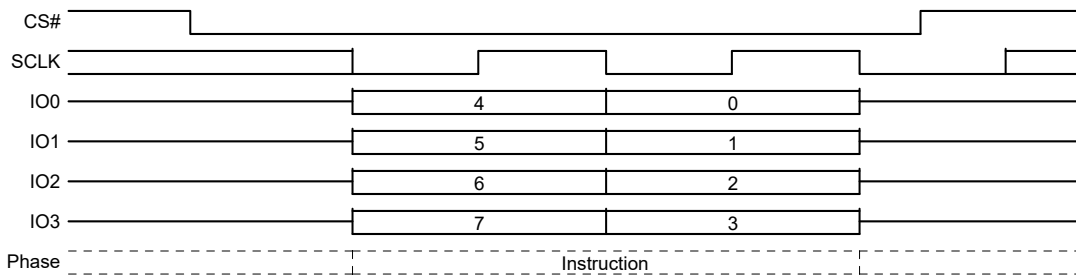 CS#
SCLK
IO0 4 0
IO1 5 1
IO2 6 2
IO3 7 3
Phase Instruction